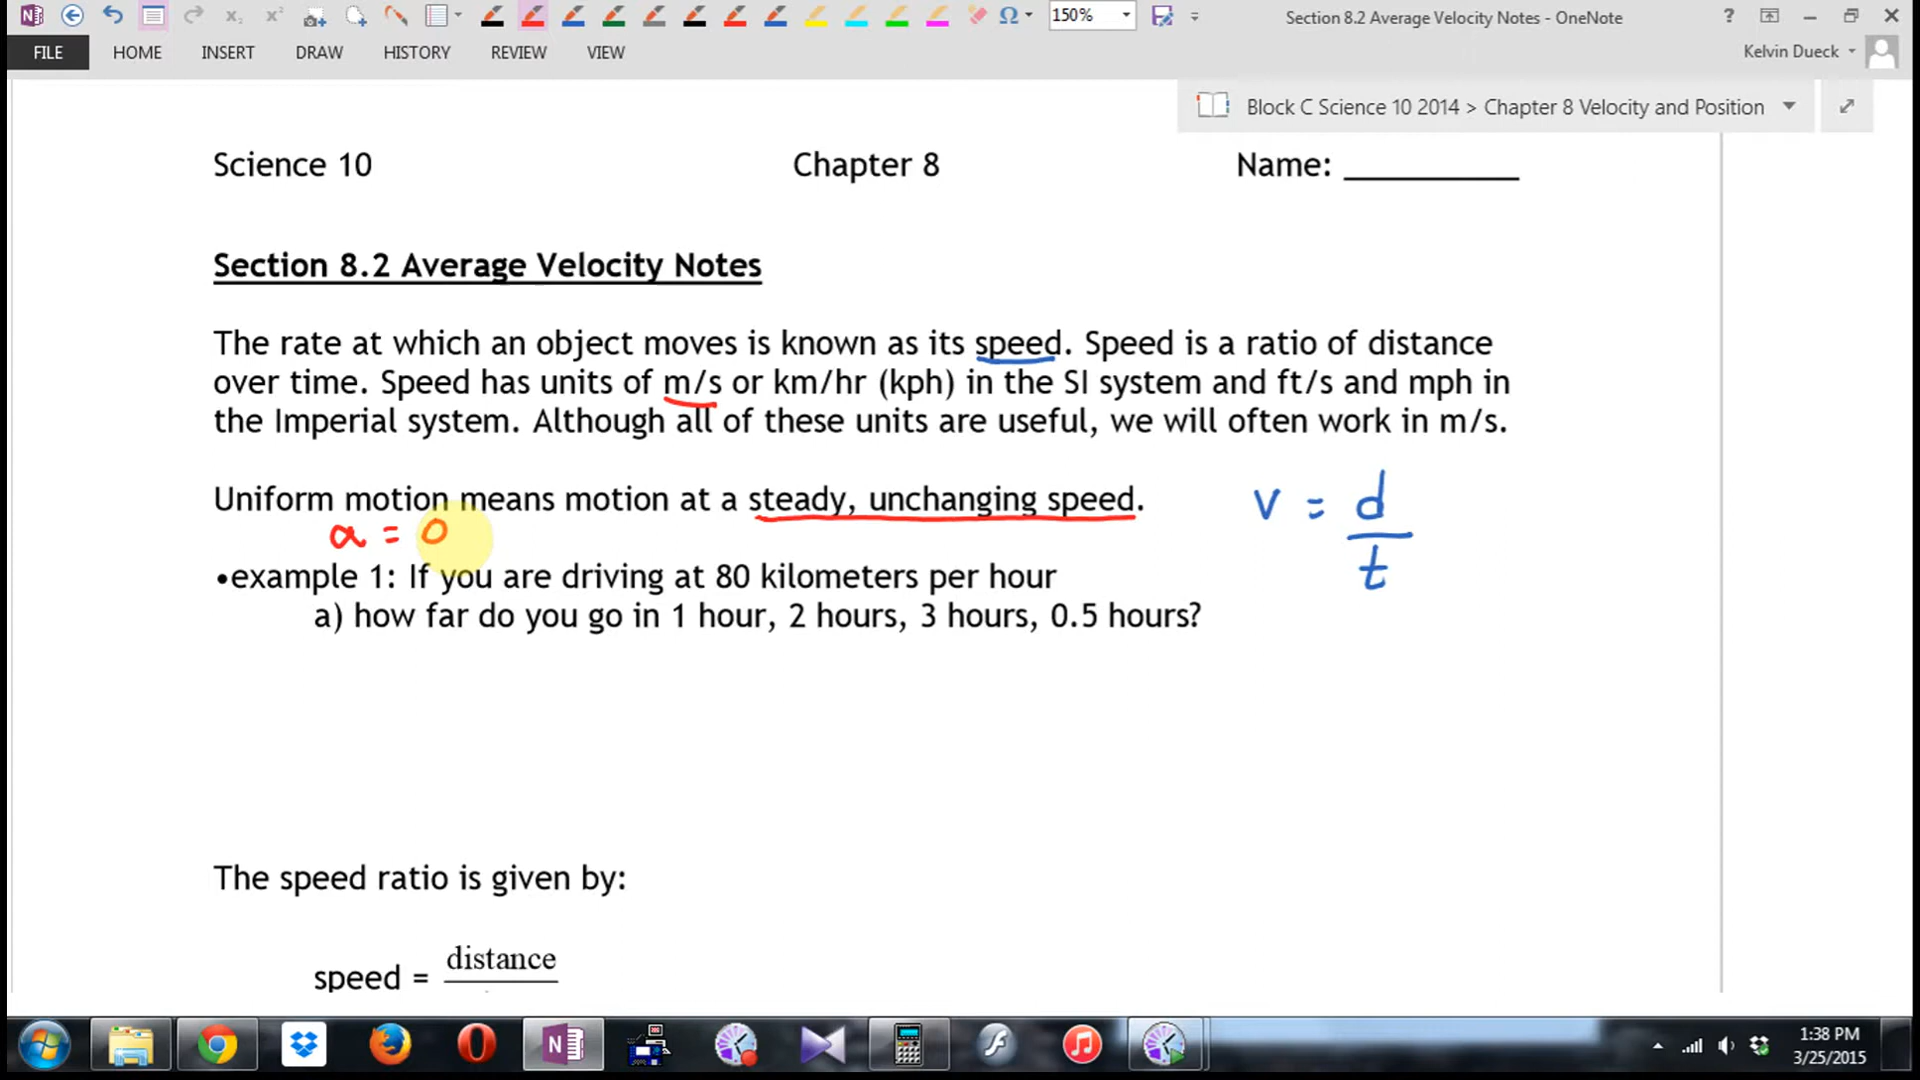 150%
Section 8.2 Average Velocity Notes - OneNote
FILE HOME INSERT DRAW HISTORY REVIEW VIEW
Kelvin Dueck
Block C Science 10 2014 > Chapter 8 Velocity and Position
Science 10 Chapter 8 Name: __________
Section 8.2 Average Velocity Notes
The rate at which an object moves is known as its speed. Speed is a ratio of distance
over time. Speed has units of m/s or km/hr (kph) in the SI system and ft/s and mph in
the Imperial system. Although all of these units are useful, we will often work in m/s.
Uniform motion means motion at a steady, unchanging speed.
v = d/t
a = 0
•example 1: If you are driving at 80 kilometers per hour
a) how far do you go in 1 hour, 2 hours, 3 hours, 0.5 hours?
The speed ratio is given by:
distance
speed =
1:38 PM
3/25/2015